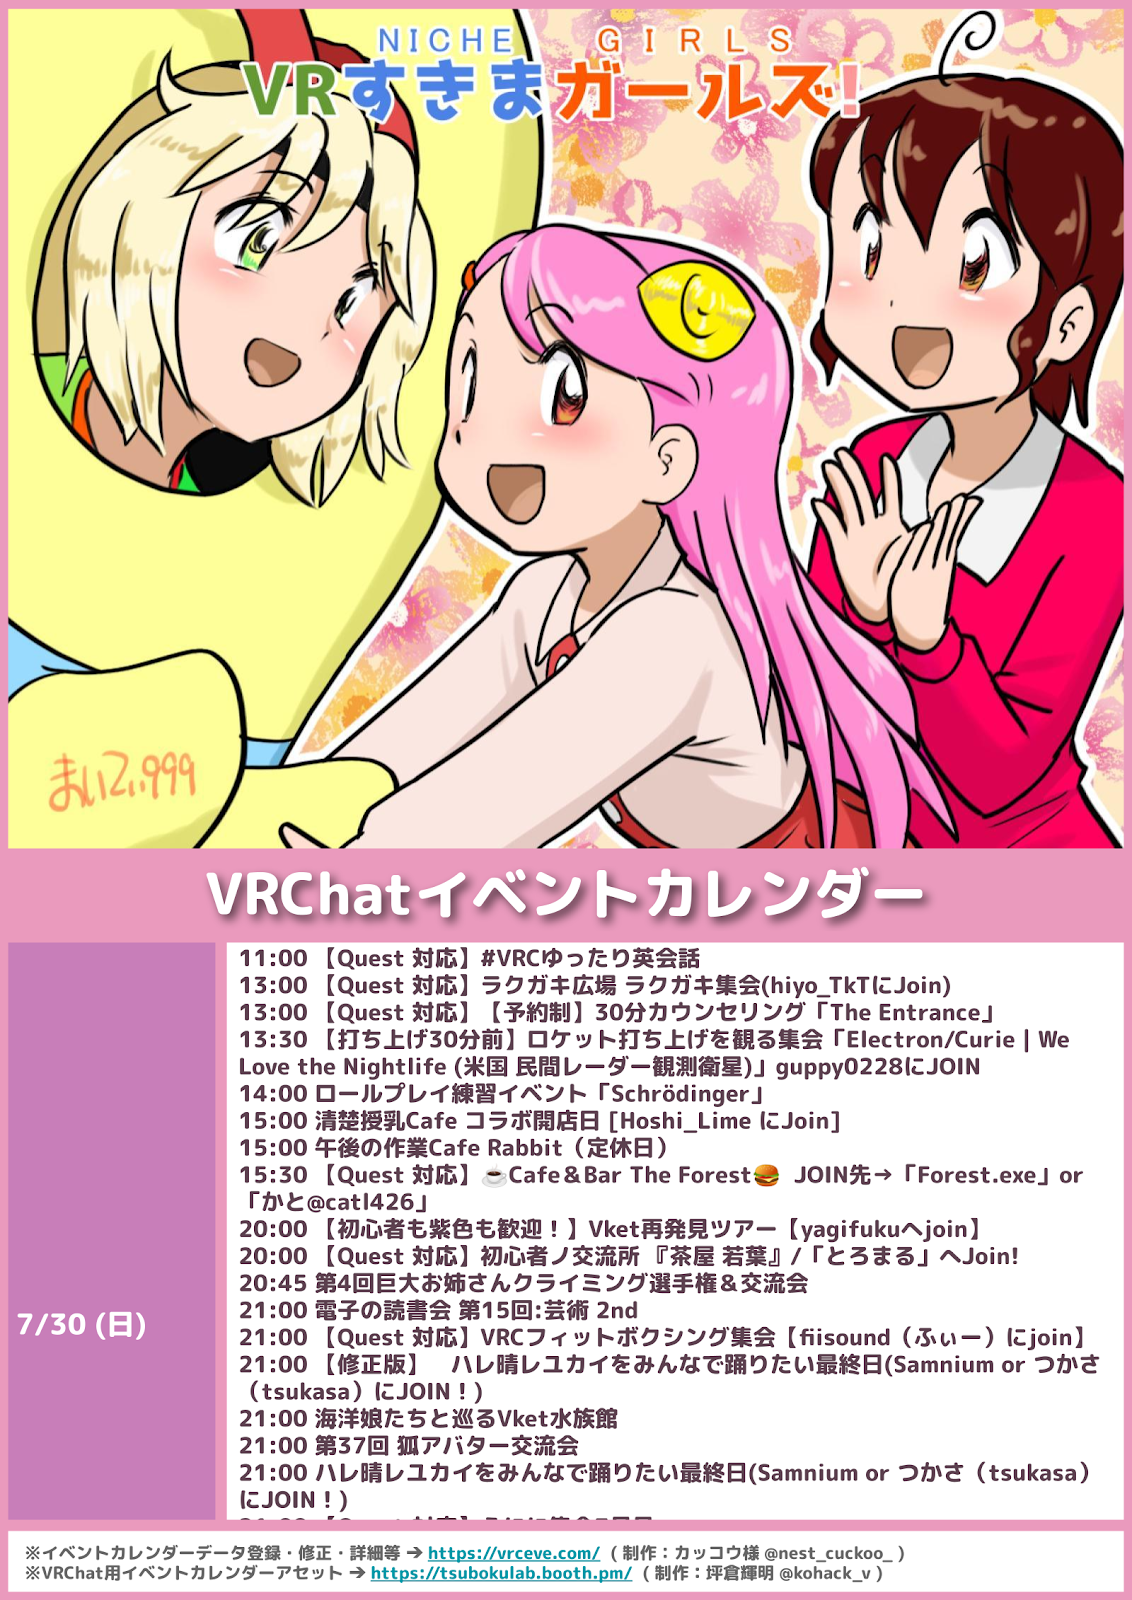 NICHE GIRLS
VRすきまガールズ!
まいてぃ999
VRChatイベントカレンダー
7/30 (日)
11:00 【Quest 対応】#VRCゆったり英会話
13:00 【Quest 対応】ラクガキ広場 ラクガキ集会(hiyo_TkTにJoin)
13:00 【Quest 対応】【予約制】30分カウンセリング「The Entrance」
13:30 【打ち上げ30分前】ロケット打ち上げを観る集会「Electron/Curie | We
Love the Nightlife (米国 民間レーダー観測衛星)」guppy0228にJOIN
14:00 ロールプレイ練習イベント「Schrödinger」
15:00 清楚授乳Cafe コラボ開店日 [Hoshi_Lime にJoin]
15:00 午後の作業Cafe Rabbit（定休日）
15:30 【Quest 対応】☕Cafe＆Bar The Forest🍔 JOIN先→「Forest.exe」or
「かと@catl426」
20:00 【初心者も紫色も歓迎！】Vket再発見ツアー【yagifukuへjoin】
20:00 【Quest 対応】初心者ノ交流所 『茶屋 若葉』/「とろまる」へJoin!
20:45 第4回巨大お姉さんクライミング選手権＆交流会
21:00 電子の読書会 第15回:芸術 2nd
21:00 【Quest 対応】VRCフィットボクシング集会【fiisound（ふぃー）にjoin】
21:00 【修正版】　ハレ晴レユカイをみんなで踊りたい最終日(Samnium or つかさ
（tsukasa）にJOIN！)
21:00 海洋娘たちと巡るVket水族館
21:00 第37回 狐アバター交流会
21:00 ハレ晴レユカイをみんなで踊りたい最終日(Samnium or つかさ（tsukasa）
にJOIN！)
※イベントカレンダーデータ登録・修正・詳細等 ➔ https://vrceve.com/ ( 制作：カッコウ様 @nest_cuckoo_ )
※VRChat用イベントカレンダーアセット ➔ https://tsubokulab.booth.pm/ ( 制作：坪倉輝明 @kohack_v )